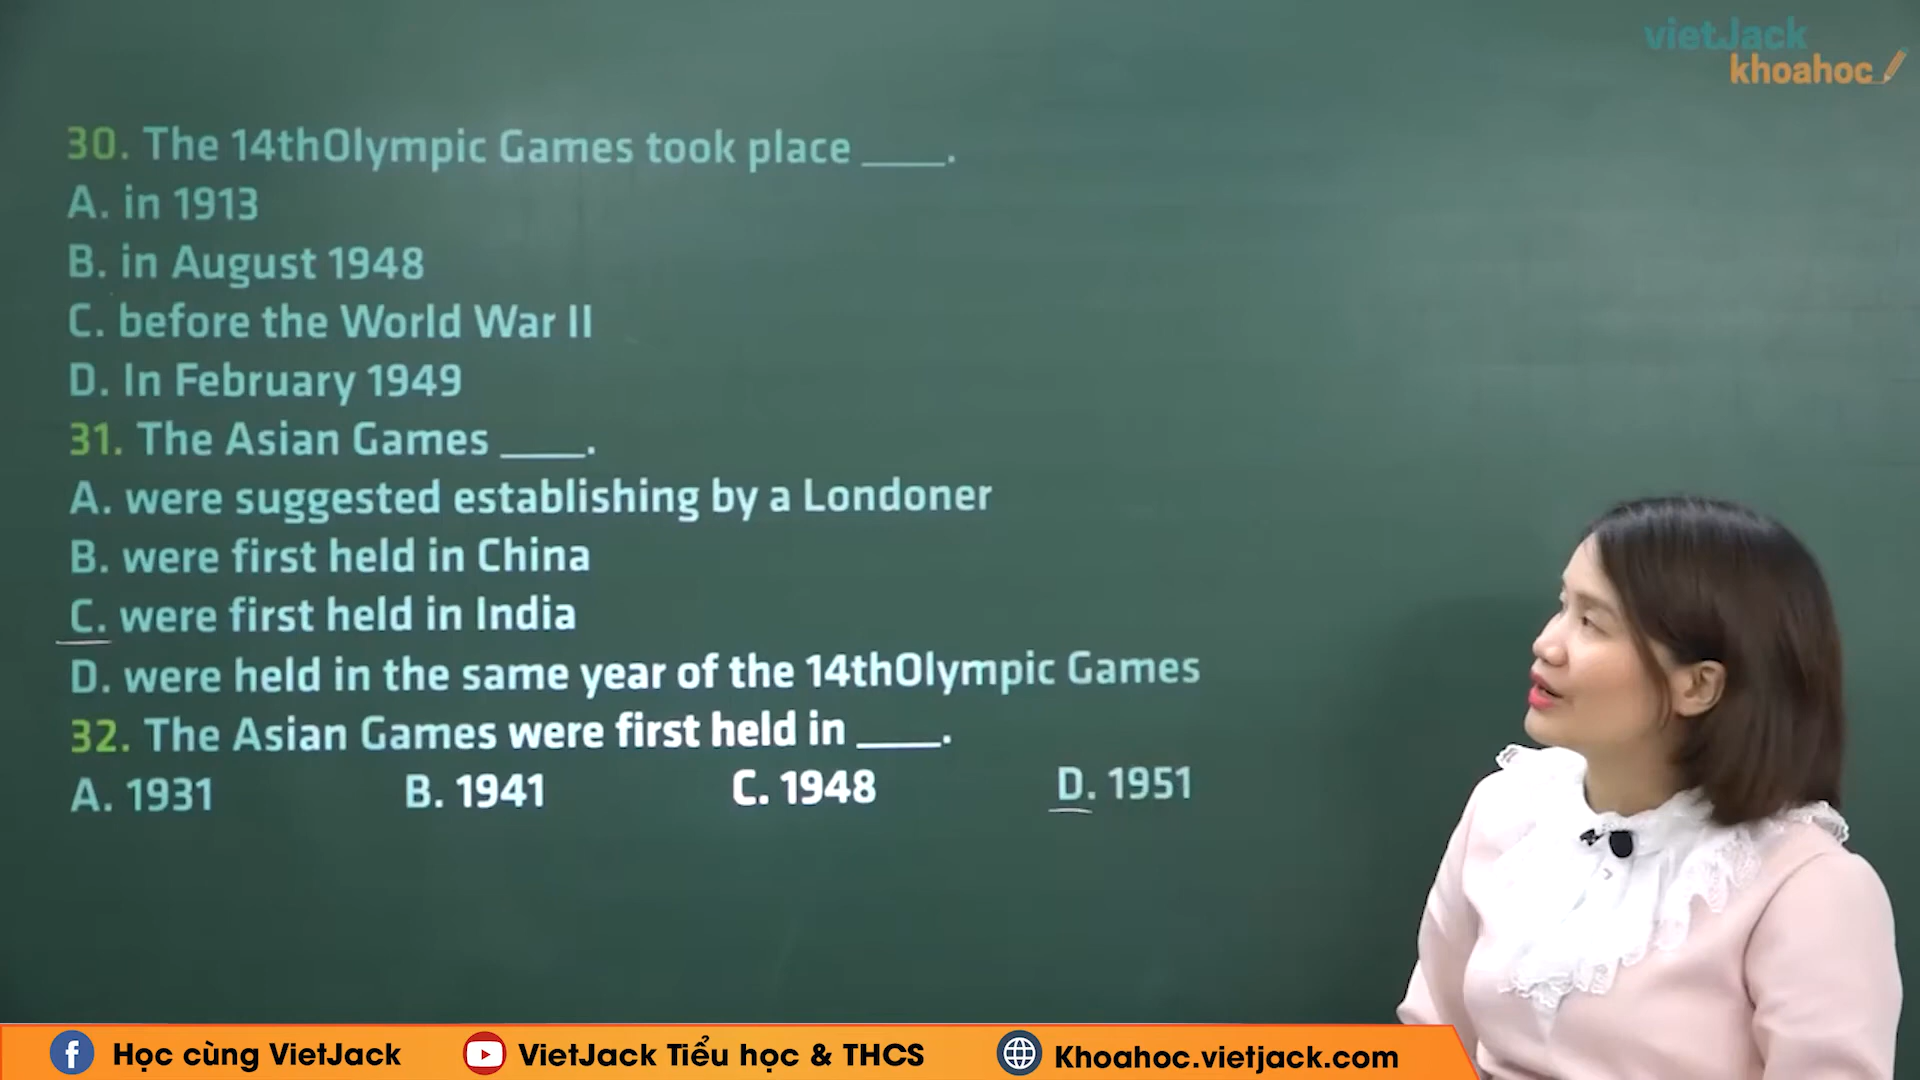 vietJack
khoahoc
30. The 14thOlympic Games took place ____.
A. in 1913
B. in August 1948
C. before the World War II
D. In February 1949
31. The Asian Games ____.
A. were suggested establishing by a Londoner
B. were first held in China
C. were first held in India
D. were held in the same year of the 14thOlympic Games
32. The Asian Games were first held in ____.
A. 1931 B. 1941 C. 1948 D. 1951
Học cùng VietJack VietJack Tiểu học & THCS Khoahoc.vietjack.com